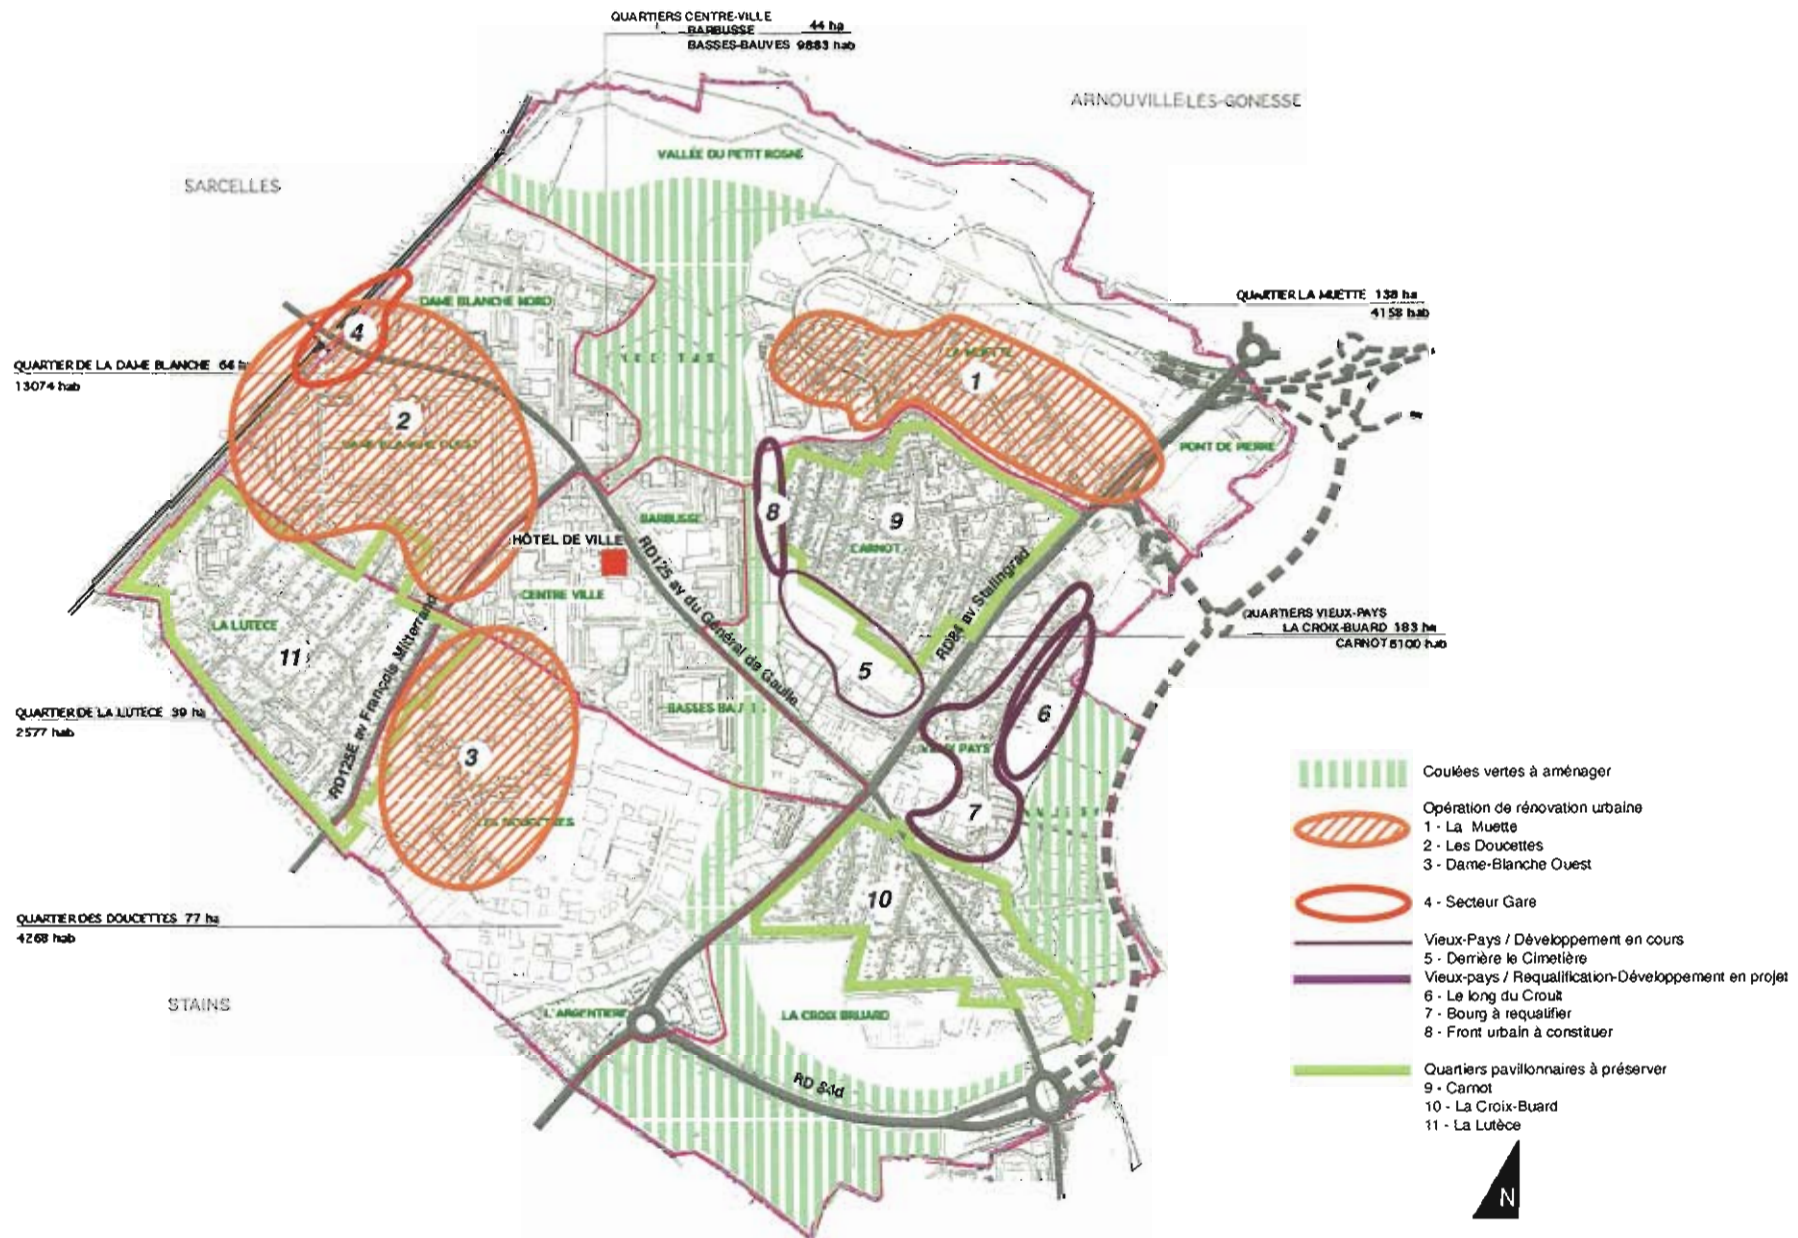 QUARTIERS CENTRE-VILLE
BARBUSSE 44 ha
BASSES-BAUVES 9883 hab
ARNOUVILLE LES-GONESSE
VALLÉE DU PETIT ROSNE
SARCELLES
DAME BLANCHE NORD
QUARTIER LA MUETTE 138 ha
4158 hab
4
LA MUETTE
1
QUARTIER DE LA DAME BLANCHE 64 h
13074 hab
2
DAME BLANCHE OUEST
PONT DE PIERRE
8
BARBUSSE
9
CARNOT
HÔTEL DE VILLE
CENTRE VILLE
RD125 av du Général de Gaulle
RD84 av Stalingrad
LA LUTECE
11
RD125E av François Mitterrand
QUARTIERS VIEUX-PAYS
LA CROIX-BUARD 183 ha
CARNOT 6100 hab
5
6
QUARTIER DE LA LUTECE 39 ha
2577 hab
BASSES BAUVES
3
VIEUX PAYS
7
LES DOUCETTES
10
QUARTIER DES DOUCETTES 77 ha
4268 hab
STAINS
L'ARGENTIERE
LA CROIX BRUARD
RD 84d
Coulées vertes à aménager
Opération de rénovation urbaine
1 - La Muette
2 - Les Doucettes
3 - Dame-Blanche Ouest
4 - Secteur Gare
Vieux-Pays / Développement en cours
5 - Derrière le Cimetière
Vieux-pays / Requalification-Développement en projet
6 - Le long du Croult
7 - Bourg à requalifier
8 - Front urbain à constituer
Quartiers pavillonnaires à préserver
9 - Carnot
10 - La Croix-Buard
11 - La Lutèce
N